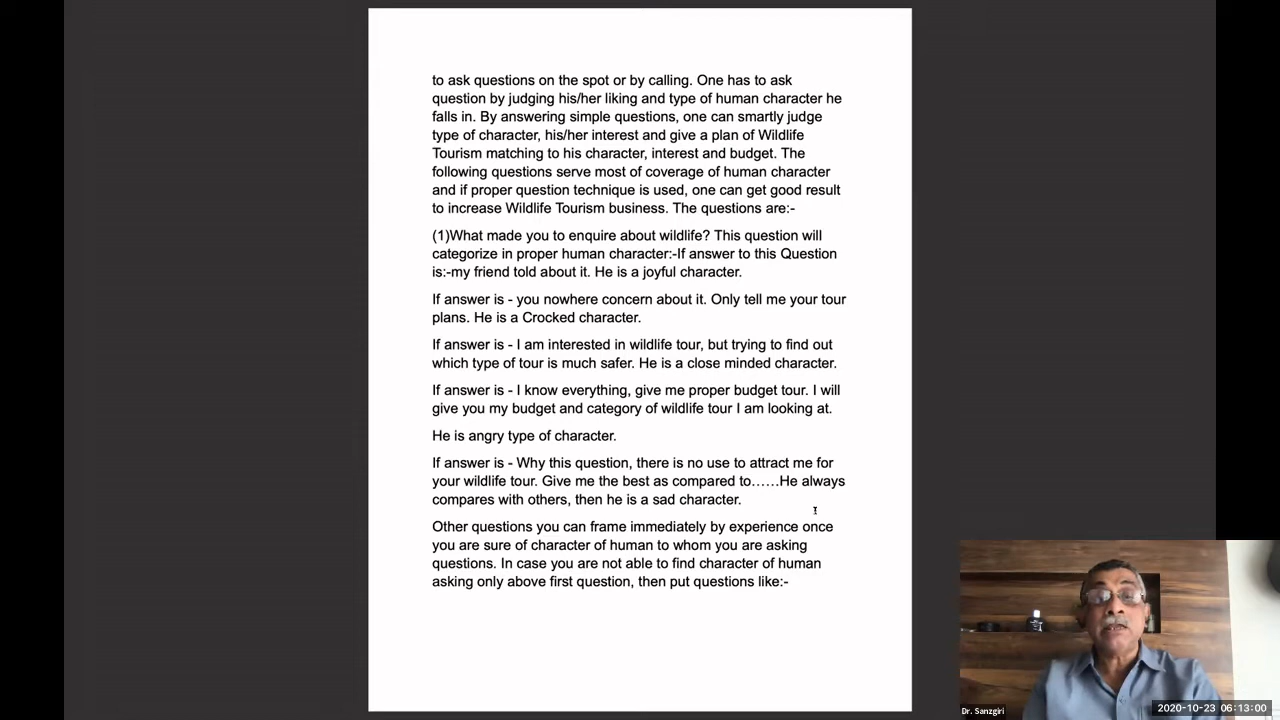 to ask questions on the spot or by calling. One has to ask
question by judging his/her liking and type of human character he
falls in. By answering simple questions, one can smartly judge
type of character, his/her interest and give a plan of Wildlife
Tourism matching to his character, interest and budget. The
following questions serve most of coverage of human character
and if proper question technique is used, one can get good result
to increase Wildlife Tourism business. The questions are:-
(1)What made you to enquire about wildlife? This question will
categorize in proper human character:-If answer to this Question
is:-my friend told about it. He is a joyful character.
If answer is - you nowhere concern about it. Only tell me your tour
plans. He is a Crocked character.
If answer is - I am interested in wildlife tour, but trying to find out
which type of tour is much safer. He is a close minded character.
If answer is - I know everything, give me proper budget tour. I will
give you my budget and category of wildlife tour I am looking at.
He is angry type of character.
If answer is - Why this question, there is no use to attract me for
your wildlife tour. Give me the best as compared to……He always
compares with others, then he is a sad character.
Other questions you can frame immediately by experience once
you are sure of character of human to whom you are asking
questions. In case you are not able to find character of human
asking only above first question, then put questions like:-
Dr. Sanzgiri
2020-10-23 06:13:00